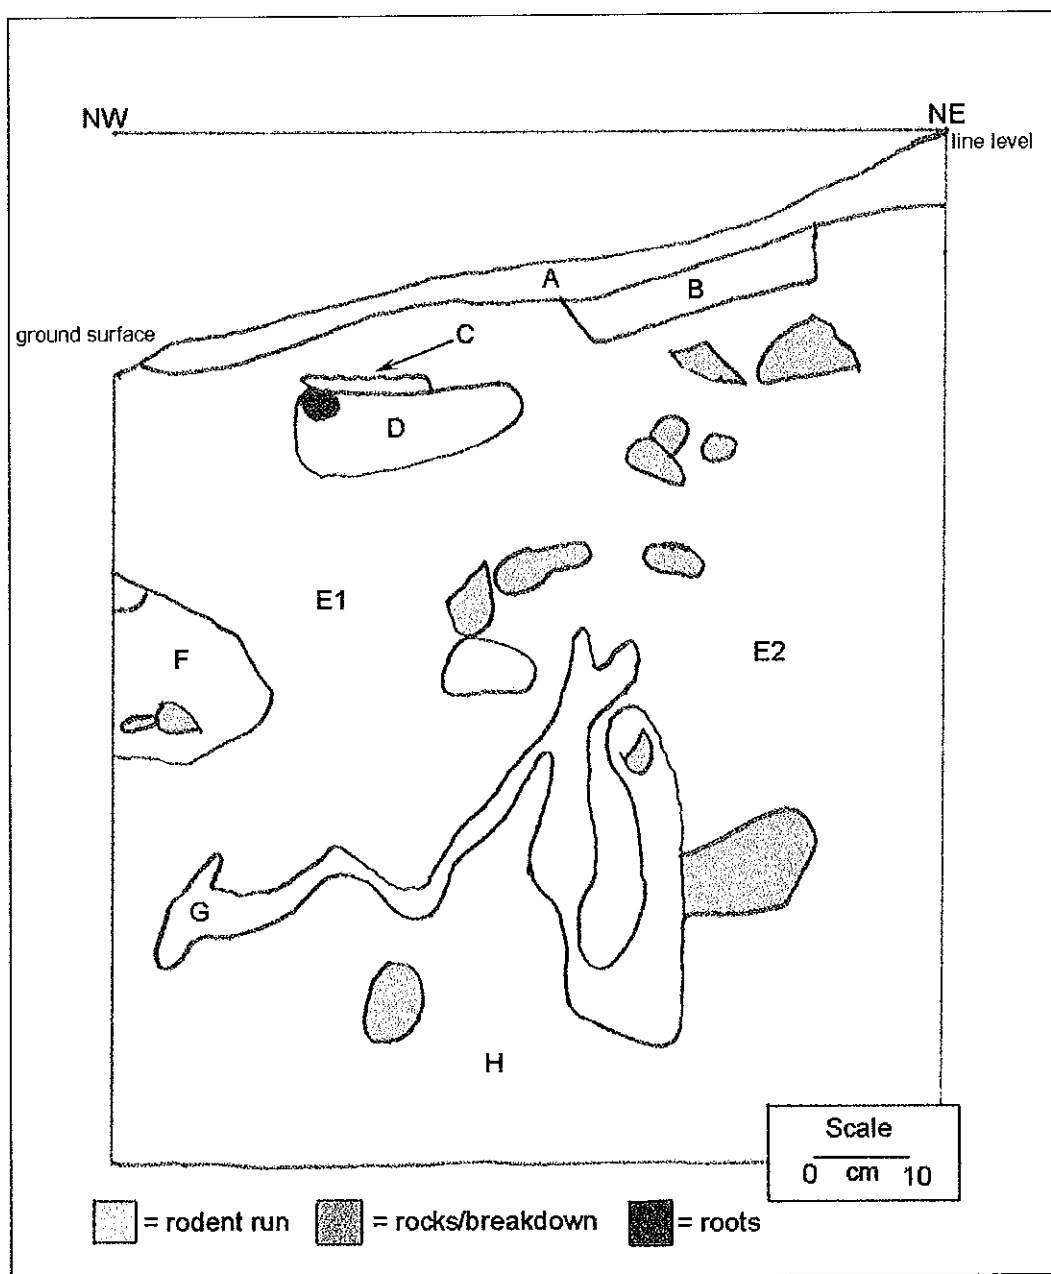 NW
NE
line level
A
B
ground surface
C
D
E1
F
E2
G
H
Scale
0 cm 10
= rodent run
= rocks/breakdown
= roots